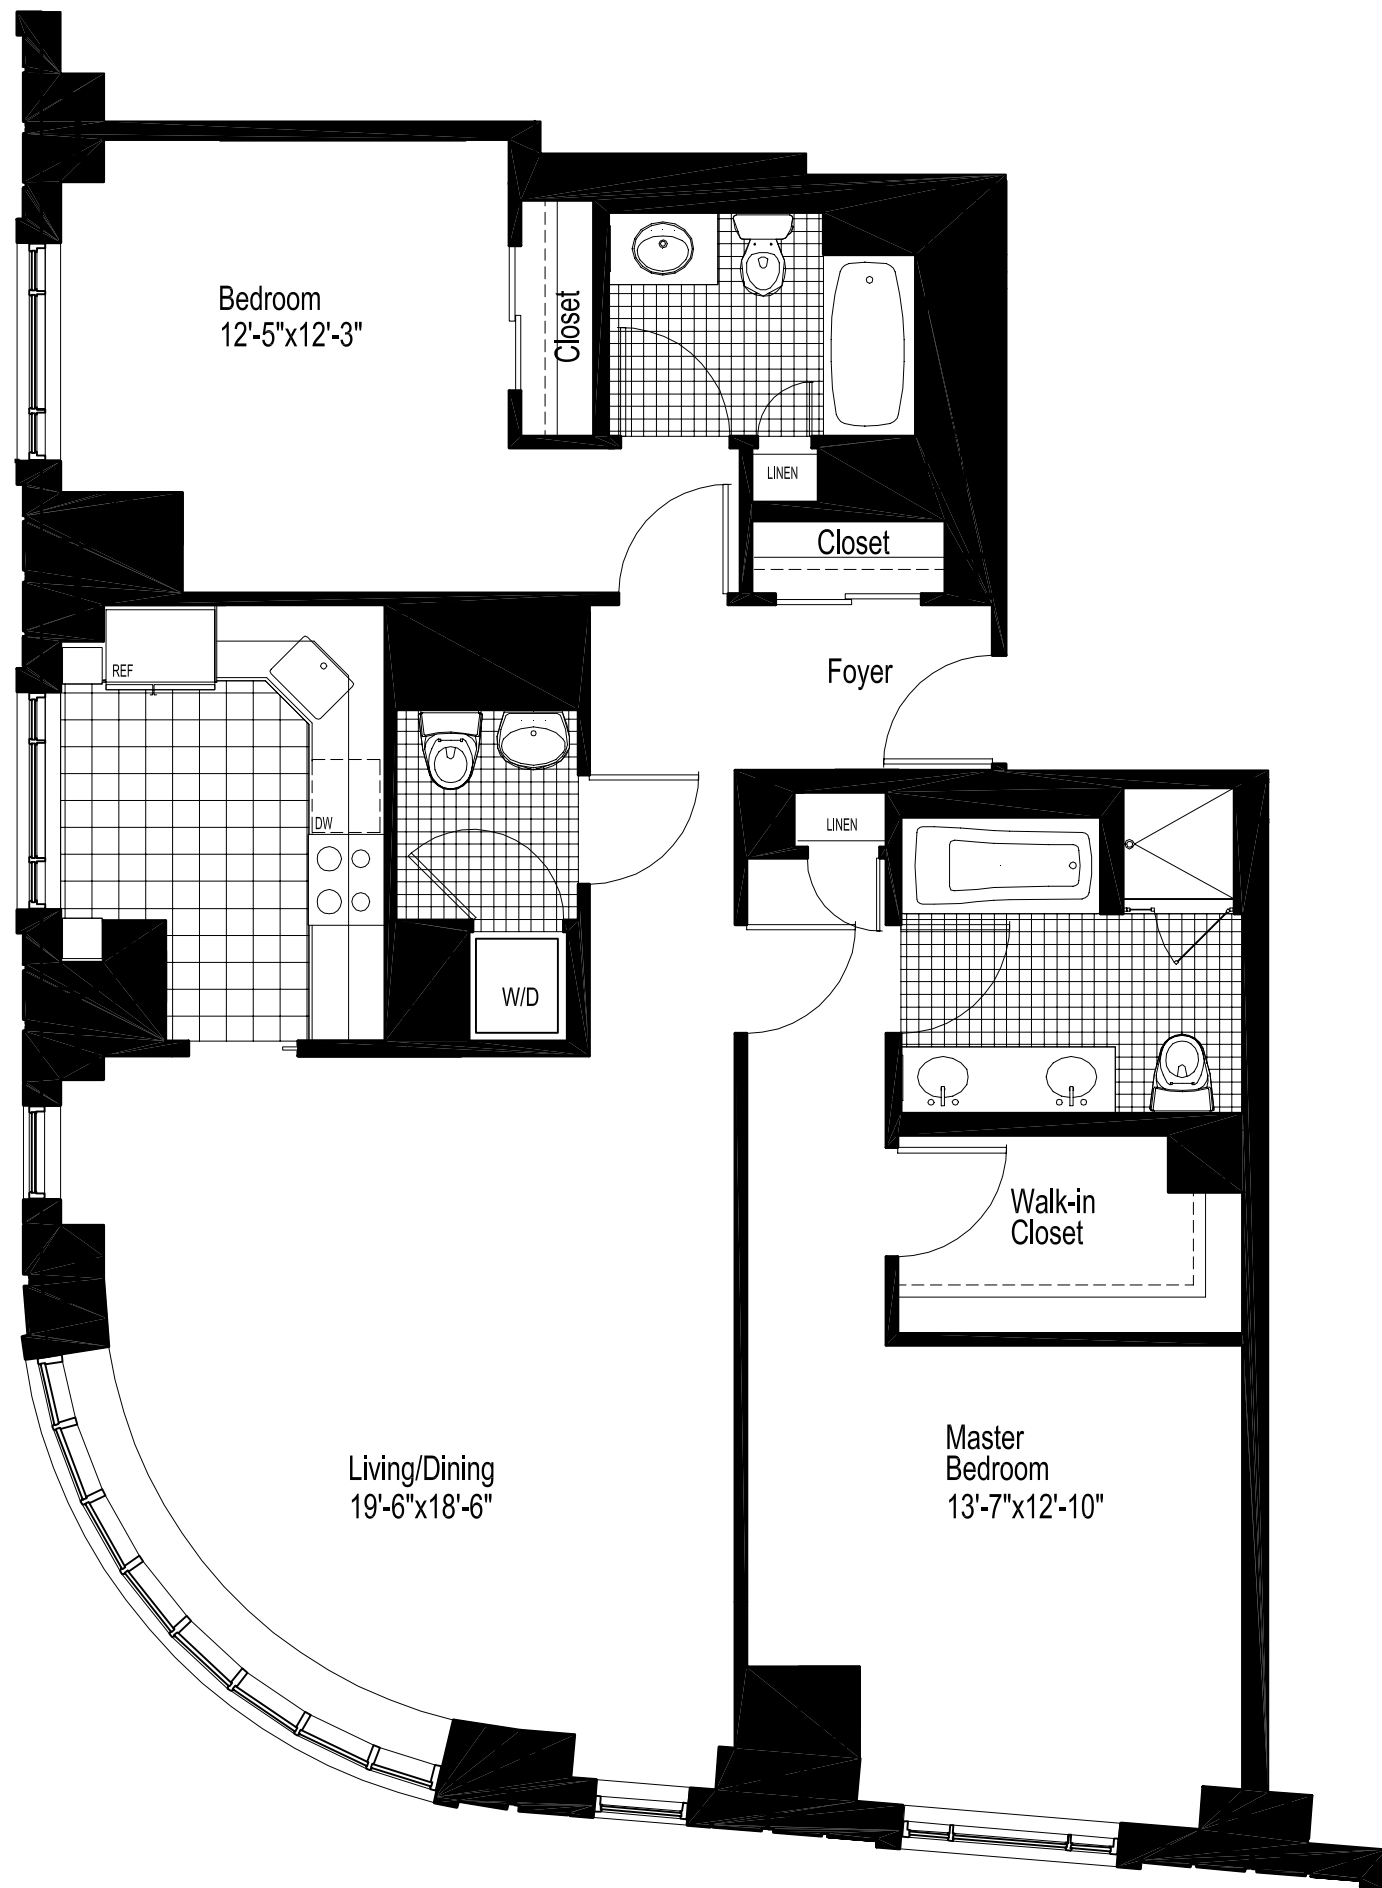 Bedroom
12'-5"x12'-3"
Closet
LINEN
Closet
REF
Foyer
DW
LINEN
W/D
Walk-in
Closet
Living/Dining
19'-6"x18'-6"
Master
Bedroom
13'-7"x12'-10"